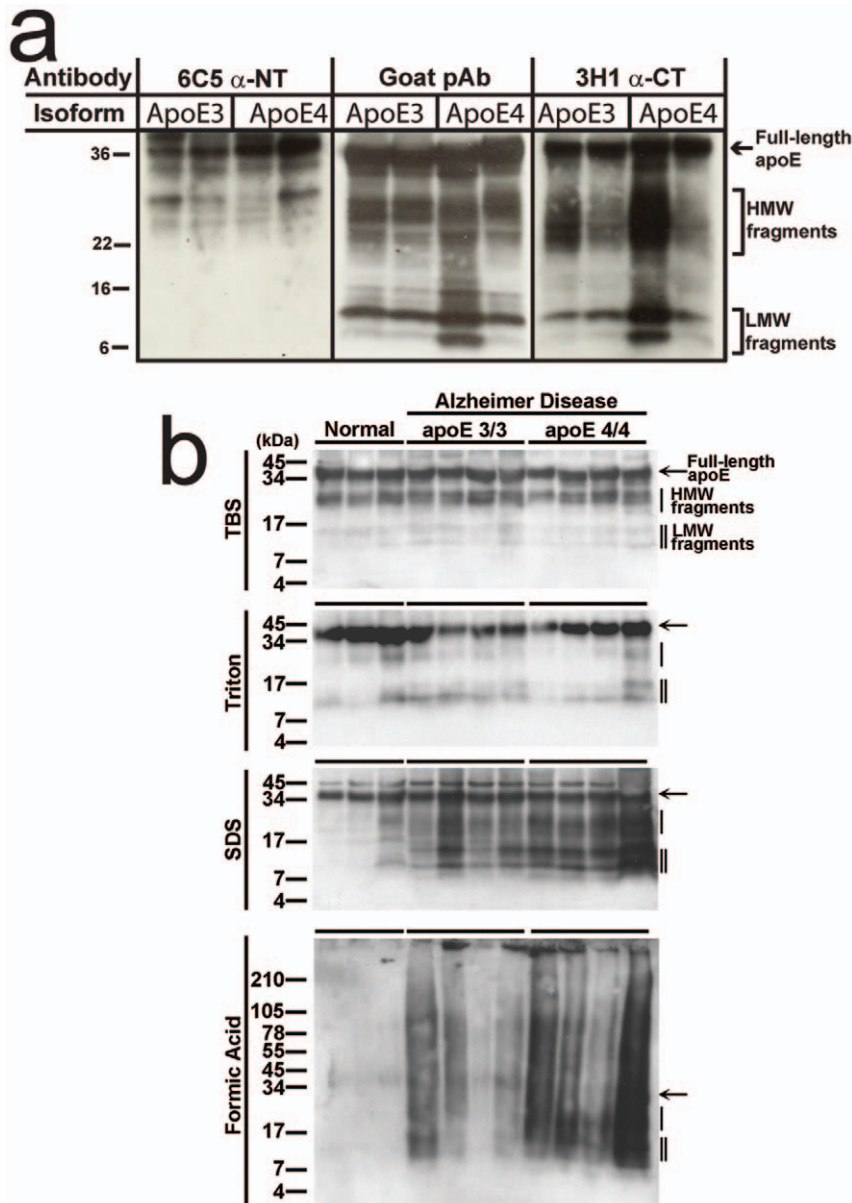 a
Antibody 6C5 α-NT Goat pAb 3H1 α-CT
Isoform ApoE3 ApoE4 ApoE3 ApoE4 ApoE3 ApoE4
36
22
16
6
Full-length
apoE
HMW
fragments
LMW
fragments
b
Alzheimer Disease
(kDa) Normal apoE 3/3 apoE 4/4
TBS
45
34
17
7
4
Full-length
apoE
HMW
fragments
LMW
fragments
Triton
45
34
17
7
4
SDS
45
34
17
7
4
Formic Acid
210
105
78
55
45
34
17
7
4